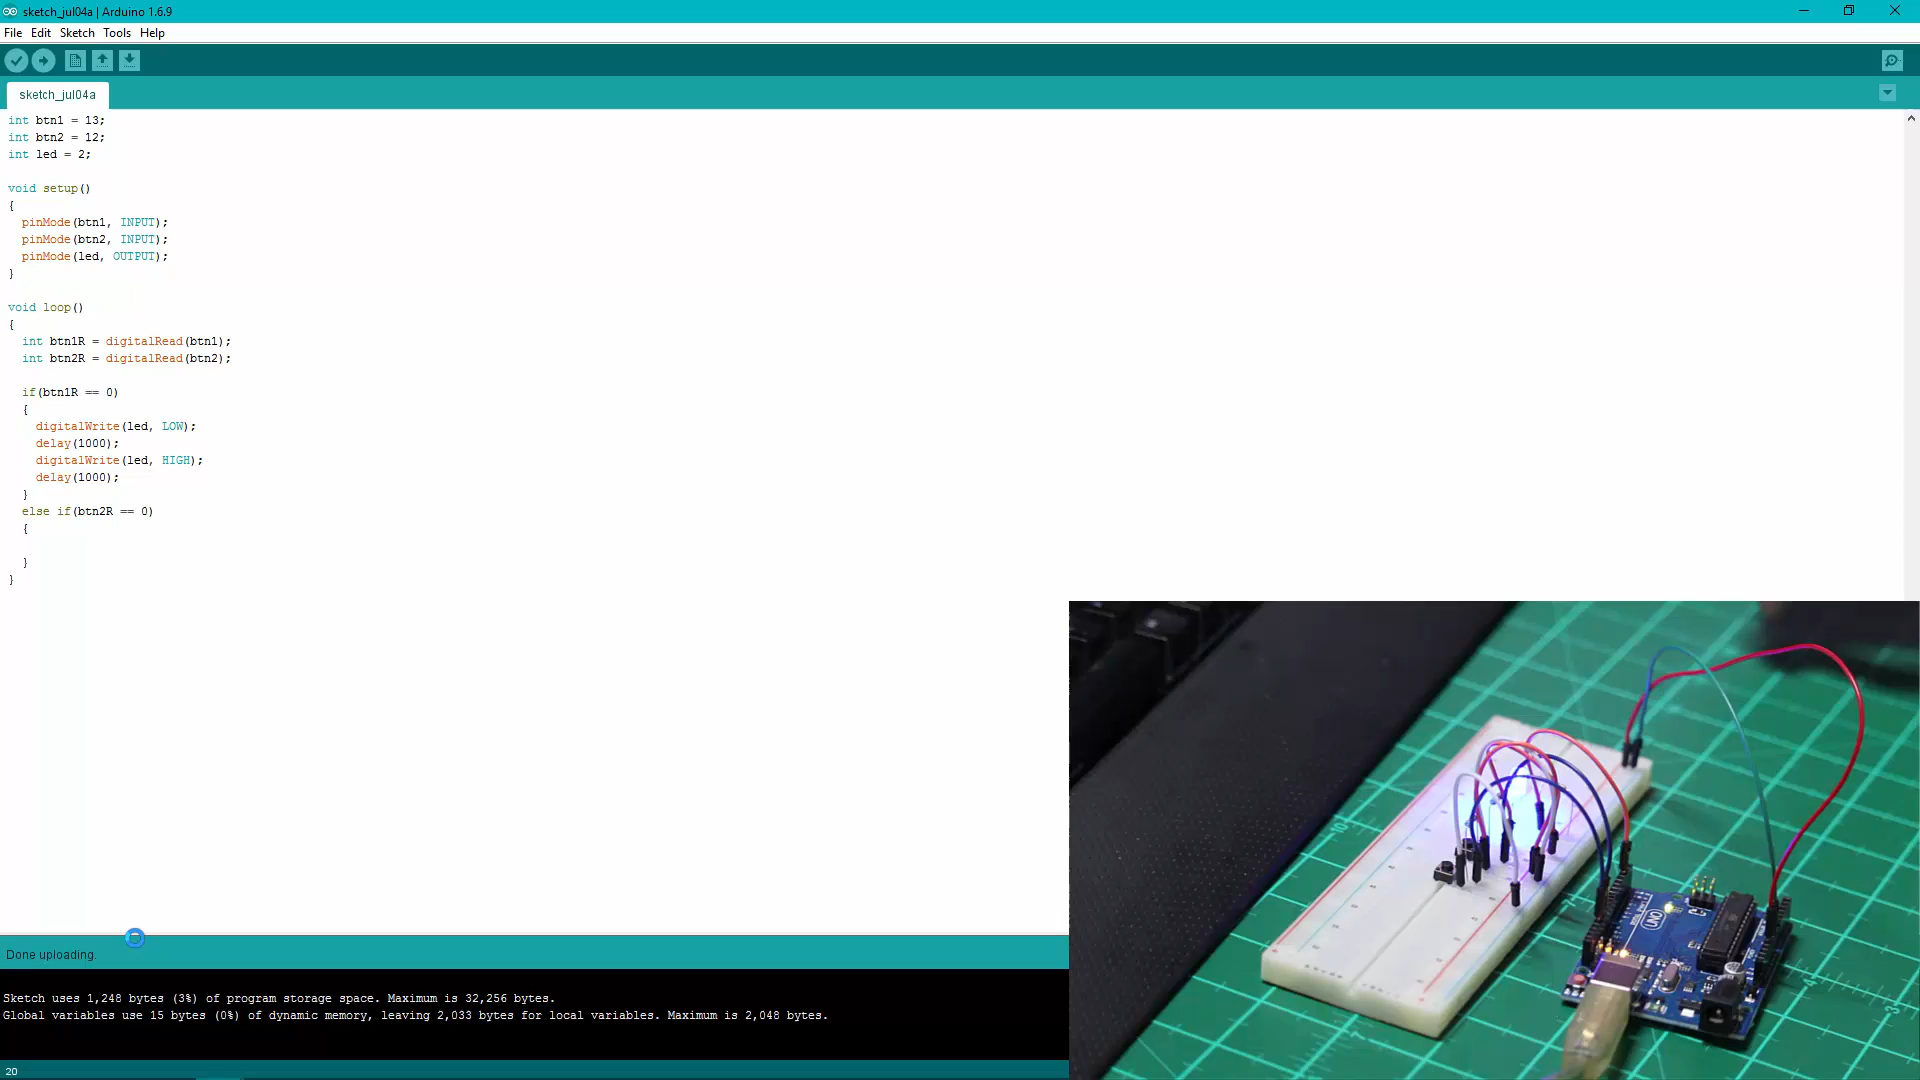 sketch_jul04a | Arduino 1.6.9
File Edit Sketch Tools Help
sketch_jul04a
int btn1 = 13;
int btn2 = 12;
int led = 2;
void setup()
{
pinMode(btn1, INPUT);
pinMode(btn2, INPUT);
pinMode(led, OUTPUT);
}
void loop()
{
int btn1R = digitalRead(btn1);
int btn2R = digitalRead(btn2);
if(btn1R == 0)
{
digitalWrite(led, LOW);
delay(1000);
digitalWrite(led, HIGH);
delay(1000);
}
else if(btn2R == 0)
{
}
}
Done uploading.
Sketch uses 1,248 bytes (3%) of program storage space. Maximum is 32,256 bytes.
Global variables use 15 bytes (0%) of dynamic memory, leaving 2,033 bytes for local variables. Maximum is 2,048 bytes.
20
UNO